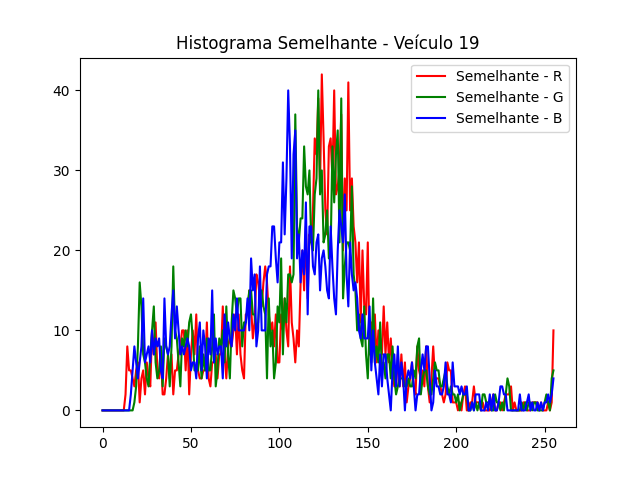 Histograma Semelhante - Veículo 19
Semelhante - R
Semelhante - G
Semelhante - B
40
30
20
10
0
0 50 100 150 200 250